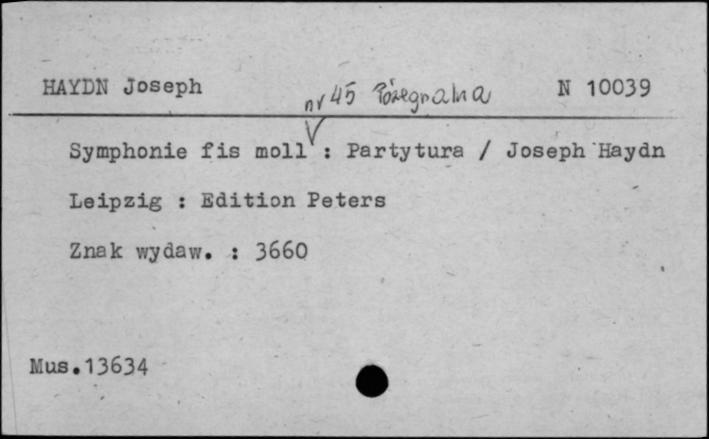 HAYDN Joseph nr 45 Pożegnalna N 10039
Symphonie fis moll : Partytura / Joseph Haydn
Leipzig : Edition Peters
Znak wydaw. : 3660
Mus.13634